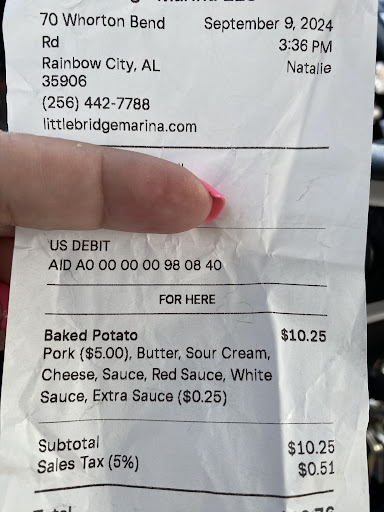 70 Whorton Bend September 9, 2024
Rd 3:36 PM
Rainbow City, AL Natalie
35906
(256) 442-7788
littlebridgemarina.com
US DEBIT
AID A0 00 00 00 98 08 40
FOR HERE
Baked Potato $10.25
Pork ($5.00), Butter, Sour Cream,
Cheese, Sauce, Red Sauce, White
Sauce, Extra Sauce ($0.25)
Subtotal $10.25
Sales Tax (5%) $0.51